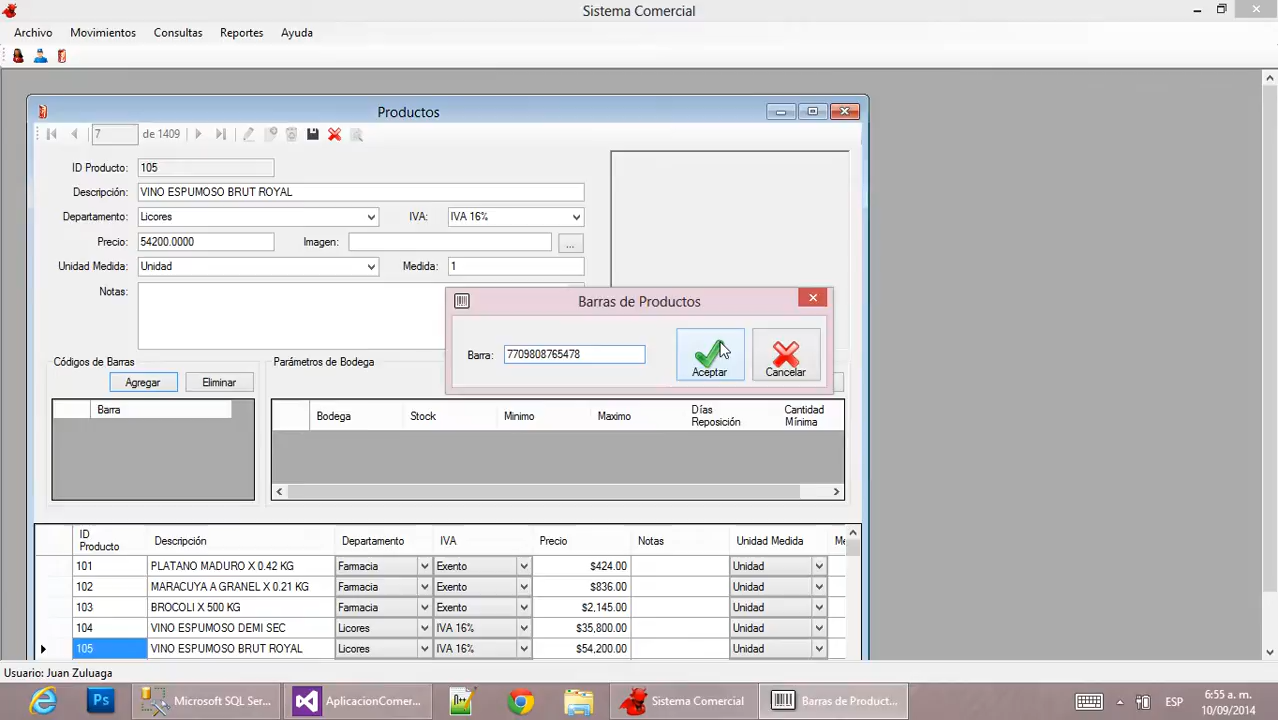 Sistema Comercial
Archivo Movimientos Consultas Reportes Ayuda
Productos
7 de 1409
ID Producto: 105
Descripción: VINO ESPUMOSO BRUT ROYAL
Departamento: Licores IVA: IVA 16%
Precio: 54200.0000 Imagen: ...
Unidad Medida: Unidad Medida: 1
Notas:
Barras de Productos
Barra: 7709808765478 Aceptar Cancelar
Códigos de Barras Parámetros de Bodega
Agregar Eliminar
Barra
Bodega Stock Minimo Maximo Días Reposición Cantidad Mínima
ID Producto Descripción Departamento IVA Precio Notas Unidad Medida
101 PLATANO MADURO X 0.42 KG Farmacia Exento $424.00 Unidad
102 MARACUYA A GRANEL X 0.21 KG Farmacia Exento $836.00 Unidad
103 BROCOLI X 500 KG Farmacia Exento $2,145.00 Unidad
104 VINO ESPUMOSO DEMI SEC Licores IVA 16% $35,800.00 Unidad
105 VINO ESPUMOSO BRUT ROYAL Licores IVA 16% $54,200.00 Unidad
Usuario: Juan Zuluaga
Ps Microsoft SQL Ser... AplicacionComer... Sistema Comercial Barras de Product... ESP 6:55 a. m.
10/09/2014